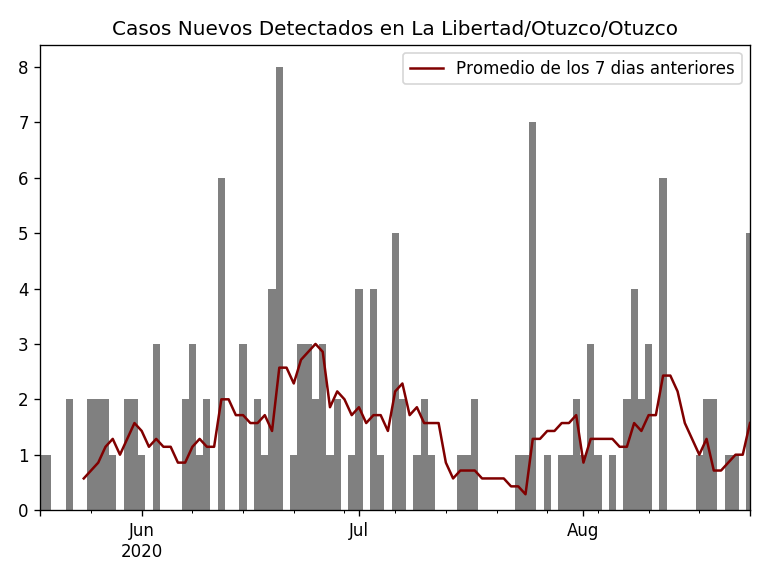 Casos Nuevos Detectados en La Libertad/Otuzco/Otuzco
Promedio de los 7 dias anteriores
8
7
6
5
4
3
2
1
0
Jun
2020
Jul
Aug